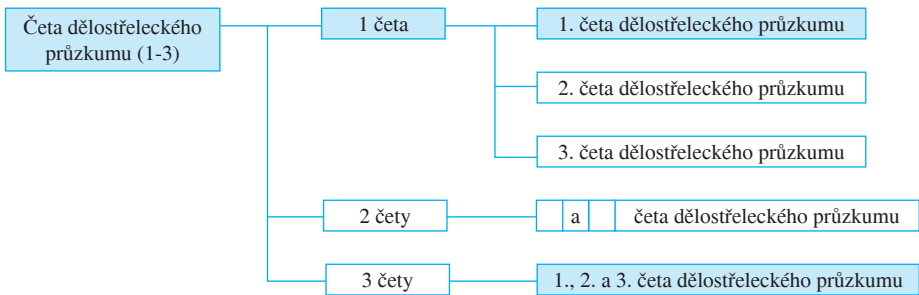 Četa dělostřeleckého
průzkumu (1-3)
1 četa
1. četa dělostřeleckého průzkumu
2. četa dělostřeleckého průzkumu
3. četa dělostřeleckého průzkumu
2 čety
a četa dělostřeleckého průzkumu
3 čety
1., 2. a 3. četa dělostřeleckého průzkumu